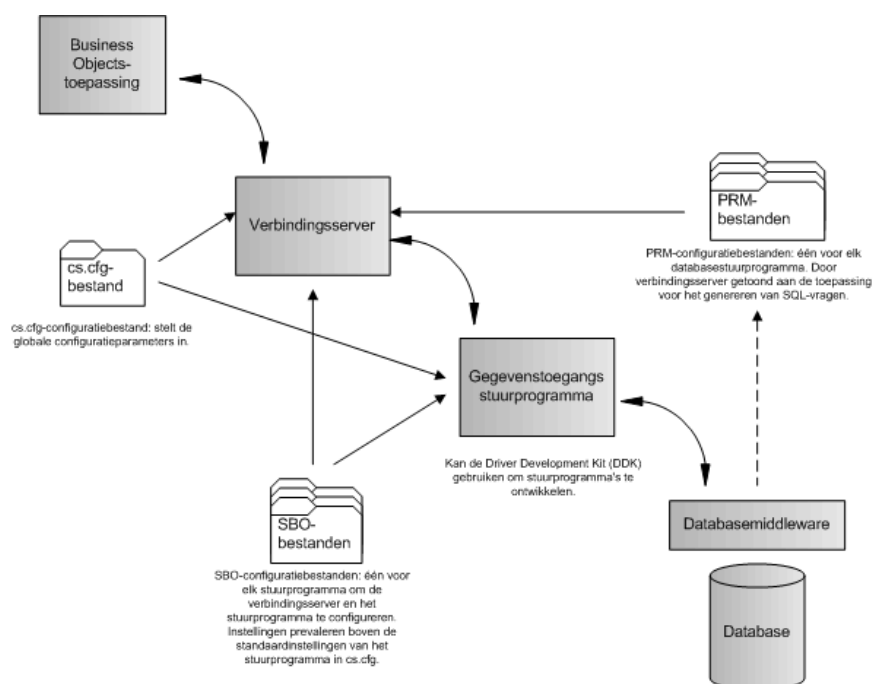 Business
Objects-
toepassing
Verbindingsserver
PRM-
bestanden
PRM-configuratiebestanden: één voor elk
databasestuurprogramma. Door
verbindingsserver getoond aan de toepassing
voor het genereren van SQL-vragen.
cs.cfg-
bestand
cs.cfg-configuratiebestand: stelt de
globale configuratieparameters in.
Gegevenstoegangs
stuurprogramma
Kan de Driver Development Kit (DDK)
gebruiken om stuurprogramma's te
ontwikkelen.
SBO-
bestanden
SBO-configuratiebestanden: één voor
elk stuurprogramma om de
verbindingsserver en het
stuurprogramma te configureren.
Instellingen prevaleren boven de
standaardinstellingen van het
stuurprogramma in cs.cfg.
Databasemiddleware
Database